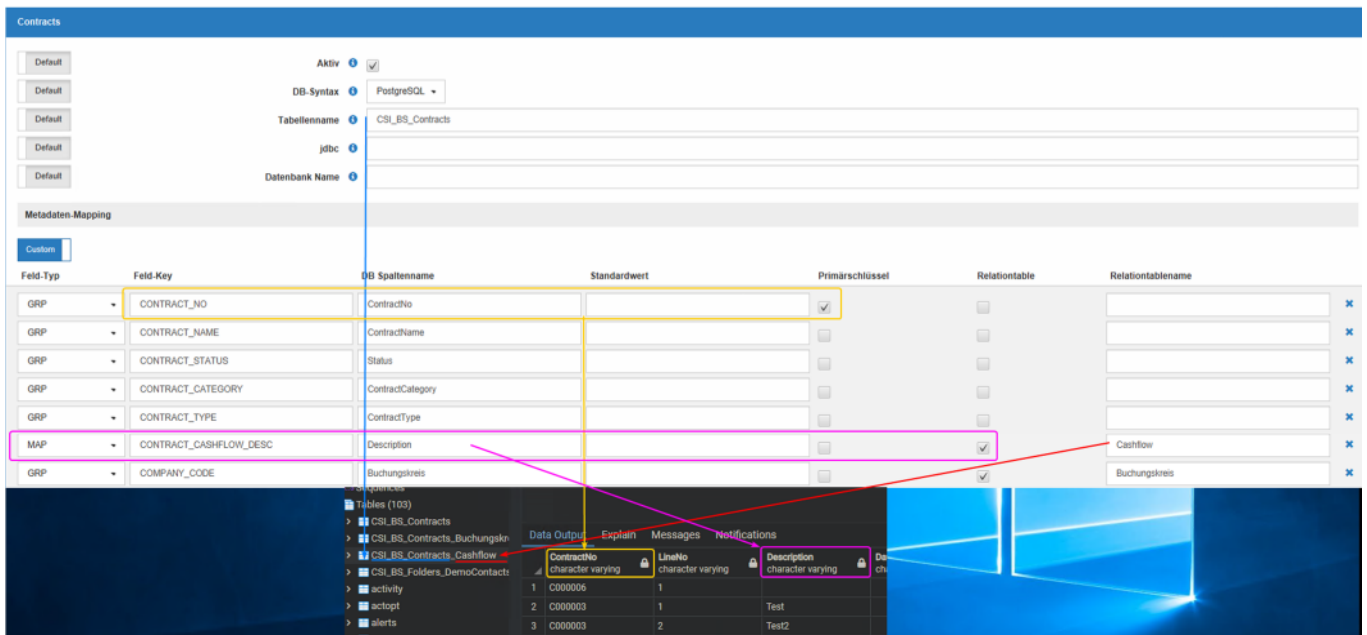 Contracts
Default Aktiv
Default DB-Syntax PostgreSQL
Default Tabellenname CSI_BS_Contracts
Default jdbc
Default Datenbank Name
Metadaten-Mapping
Custom
Feld-Typ Feld-Key DB Spaltenname Standardwert Primärschlüssel Relationtable Relationtablename
GRP CONTRACT_NO ContractNo
GRP CONTRACT_NAME ContractName
GRP CONTRACT_STATUS Status
GRP CONTRACT_CATEGORY ContractCategory
GRP CONTRACT_TYPE ContractType
MAP CONTRACT_CASHFLOW_DESC Description Cashflow
GRP COMPANY_CODE Buchungskreis Buchungskreis
Sequences
Tables (103)
CSI_BS_Contracts
CSI_BS_Contracts_Buchungskr
CSI_BS_Contracts_Cashflow
CSI_BS_Folders_DemoContacts
activity
actopt
alerts
Data Output Explain Messages Notifications
ContractNo LineNo Description Da
character varying character varying character varying ch
1 C000006 1
2 C000003 1 Test
3 C000003 2 Test2